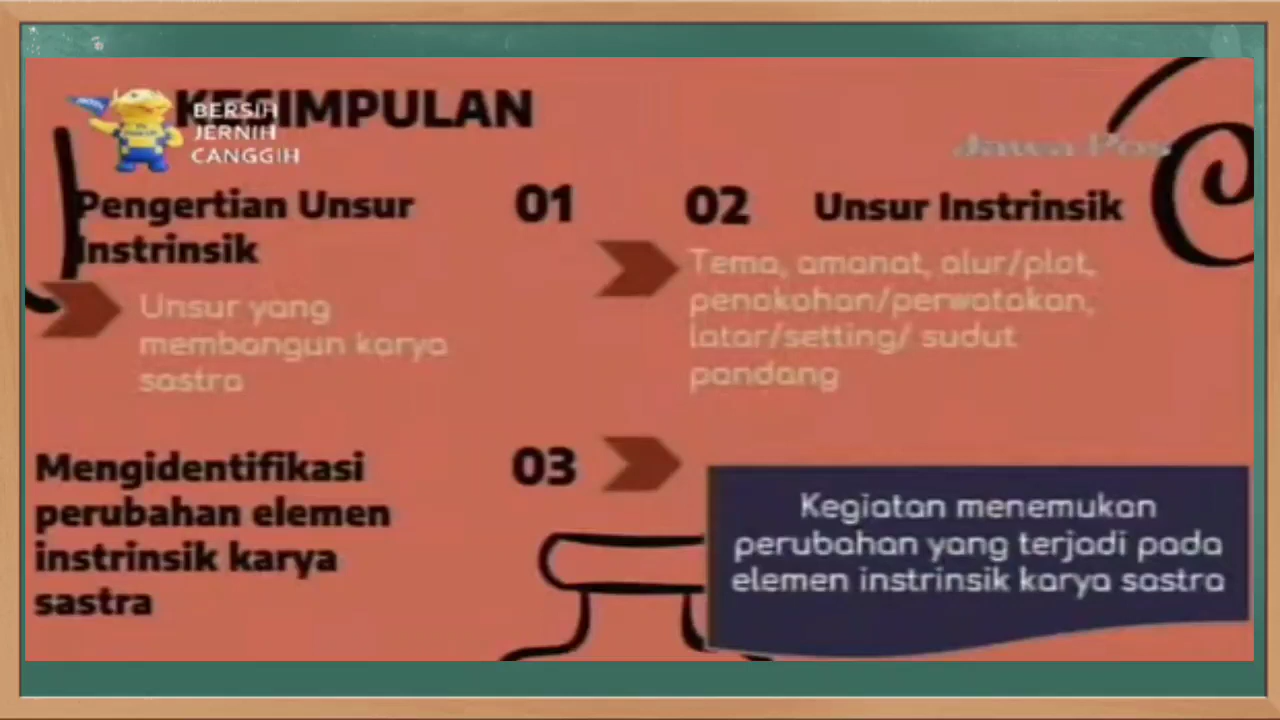 KESIMPULAN
BERSIH
JERNIH
CANGGIH
Jawa Pos
Pengertian Unsur
Instrinsik
01
Unsur yang
membangun karya
sastra
02
Unsur Instrinsik
Tema, amanat, alur/plot,
penokohan/perwatakan,
latar/setting/ sudut
pandang
Mengidentifikasi
perubahan elemen
instrinsik karya
sastra
03
Kegiatan menemukan
perubahan yang terjadi pada
elemen instrinsik karya sastra